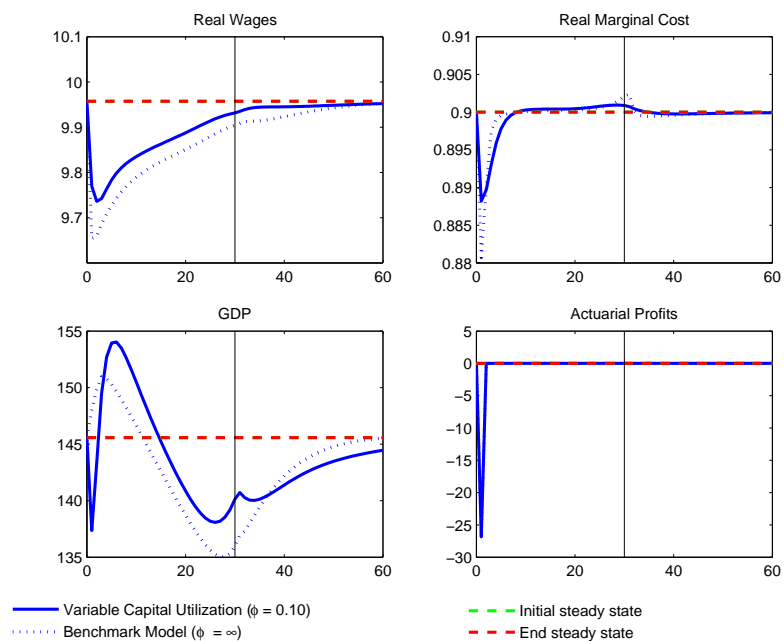 Real Wages
10.1
10
9.9
9.8
9.7
0 20 40 60
Real Marginal Cost
0.91
0.905
0.9
0.895
0.89
0.885
0.88
0 20 40 60
GDP
155
150
145
140
135
0 20 40 60
Actuarial Profits
5
0
−5
−10
−15
−20
−25
−30
0 20 40 60
Variable Capital Utilization (ϕ = 0.10)
Benchmark Model (ϕ = ∞)
Initial steady state
End steady state